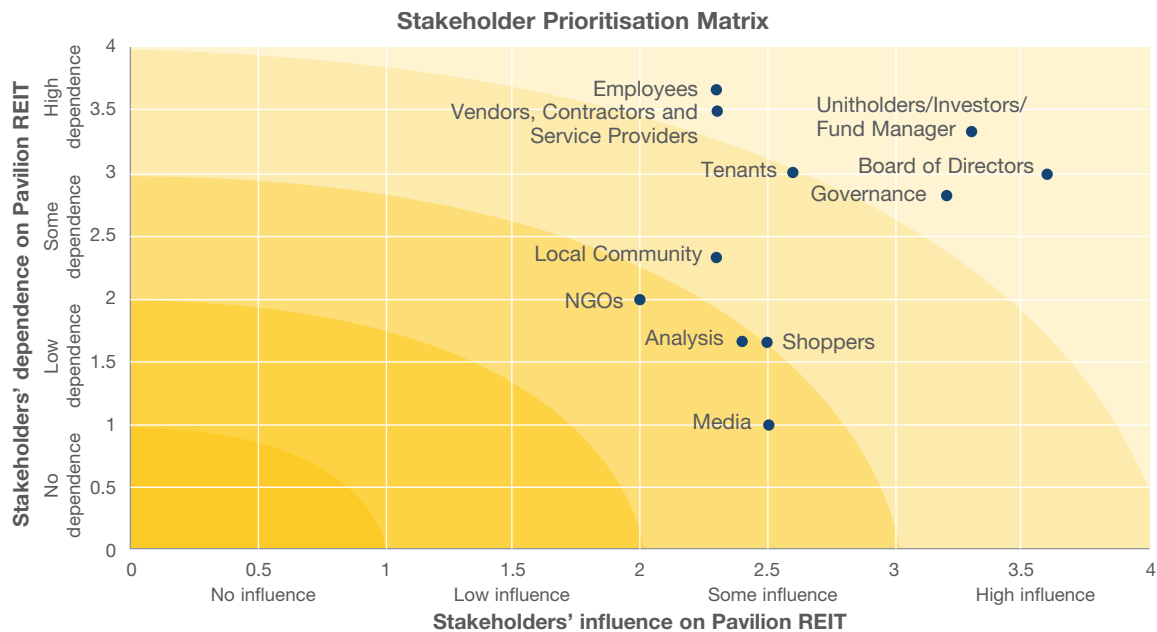 Stakeholder Prioritisation Matrix
Stakeholders' dependence on Pavilion REIT
High
dependence
Some
dependence
Low
dependence
No
dependence
4
3.5
3
2.5
2
1.5
1
0.5
0
Employees
Vendors, Contractors and
Service Providers
Unitholders/Investors/
Fund Manager
Tenants
Board of Directors
Governance
Local Community
NGOs
Analysis
Shoppers
Media
0
0.5
1
1.5
2
2.5
3
3.5
4
No influence
Low influence
Some influence
High influence
Stakeholders' influence on Pavilion REIT